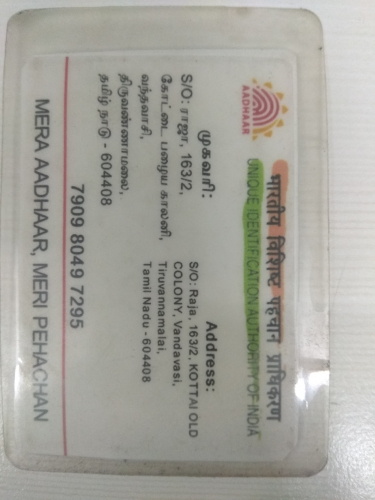 भारतीय विशिष्ट पहचान प्राधिकरण
UNIQUE IDENTIFICATION AUTHORITY OF INDIA
AADHAAR
முகவரி:
S/O: ராஜா, 163/2,
கோட்டை பழைய காலனி,
வந்தவாசி,
திருவண்ணாமலை,
தமிழ் நாடு - 604408
Address:
S/O: Raja, 163/2, KOTTAI OLD
COLONY, Vandavasi,
Tiruvannamalai,
Tamil Nadu - 604408
7909 8049 7295
MERA AADHAAR, MERI PEHACHAN